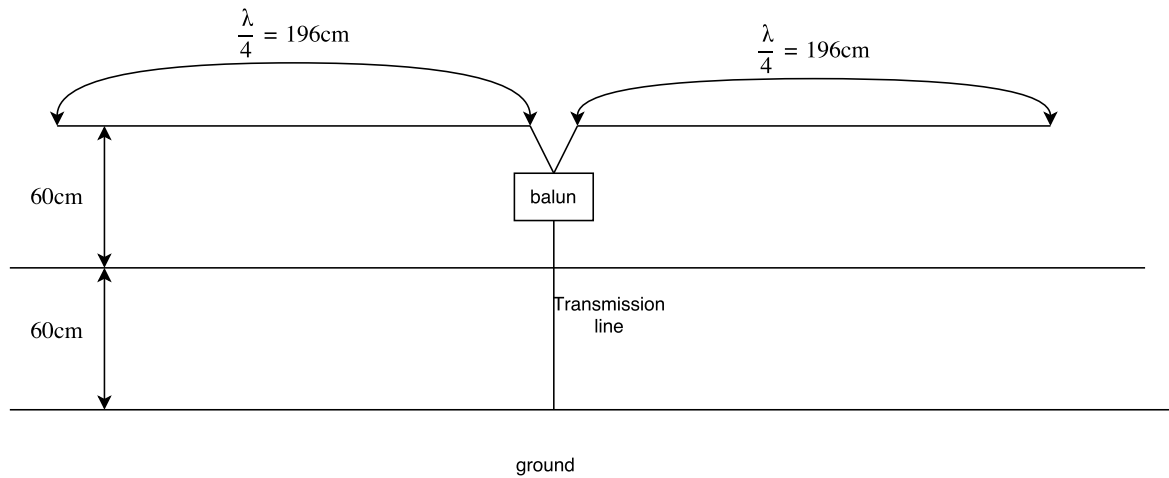 λ/4 = 196cm
λ/4 = 196cm
60cm
balun
60cm
Transmission
line
ground